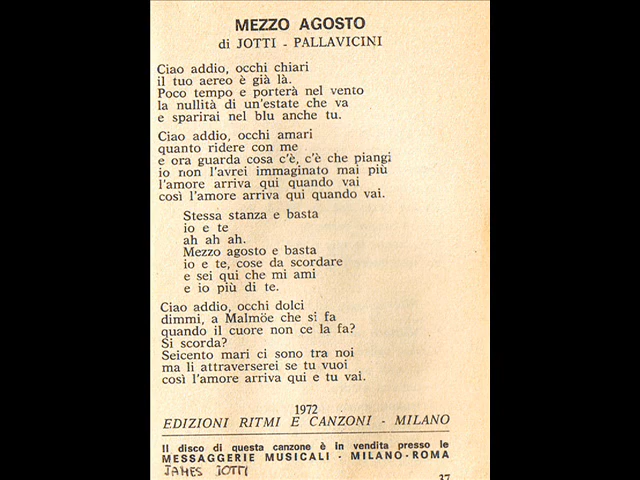 MEZZO AGOSTO
di JOTTI - PALLAVICINI
Ciao addio, occhi chiari
il tuo aereo è già là.
Poco tempo e porterà nel vento
la nullità di un'estate che va
e sparirai nel blu anche tu.
Ciao addio, occhi amari
quanto ridere con me
e ora guarda cosa c'è, c'è che piangi
io non l'avrei immaginato mai più
l'amore arriva qui quando vai
così l'amore arriva qui quando vai.
Stessa stanza e basta
io e te
ah ah ah.
Mezzo agosto e basta
io e te, cose da scordare
e sei qui che mi ami
e io più di te.
Ciao addio, occhi dolci
dimmi, a Malmöe che si fa
quando il cuore non ce la fa?
Si scorda?
Seicento mari ci sono tra noi
ma li attraverserei se tu vuoi
così l'amore arriva qui e tu vai.
1972
EDIZIONI RITMI E CANZONI - MILANO
Il disco di questa canzone è in vendita presso le
MESSAGGERIE MUSICALI - MILANO - ROMA
JAMES JOTTI
37